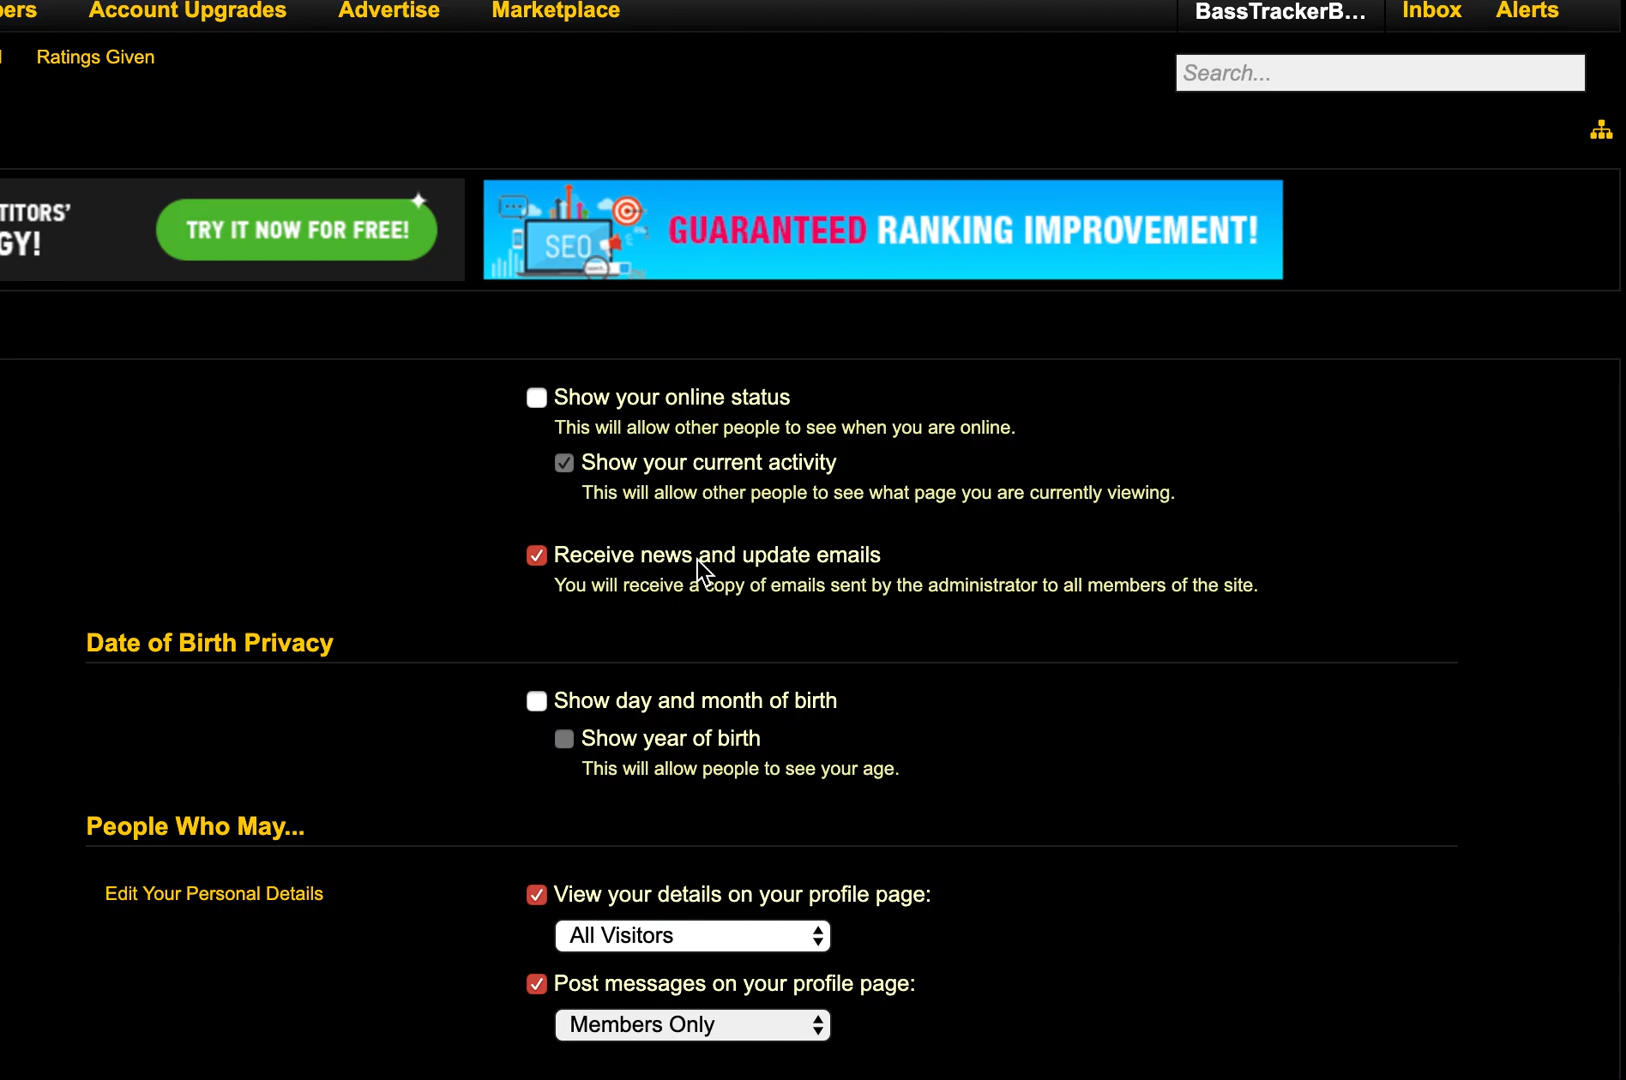 Account Upgrades Advertise Marketplace BassTrackerB... Inbox Alerts
Ratings Given
Search...
TRY IT NOW FOR FREE!
SEO
GUARANTEED RANKING IMPROVEMENT!
Show your online status
This will allow other people to see when you are online.
Show your current activity
This will allow other people to see what page you are currently viewing.
Receive news and update emails
You will receive a copy of emails sent by the administrator to all members of the site.
Date of Birth Privacy
Show day and month of birth
Show year of birth
This will allow people to see your age.
People Who May...
Edit Your Personal Details
View your details on your profile page:
All Visitors
Post messages on your profile page:
Members Only